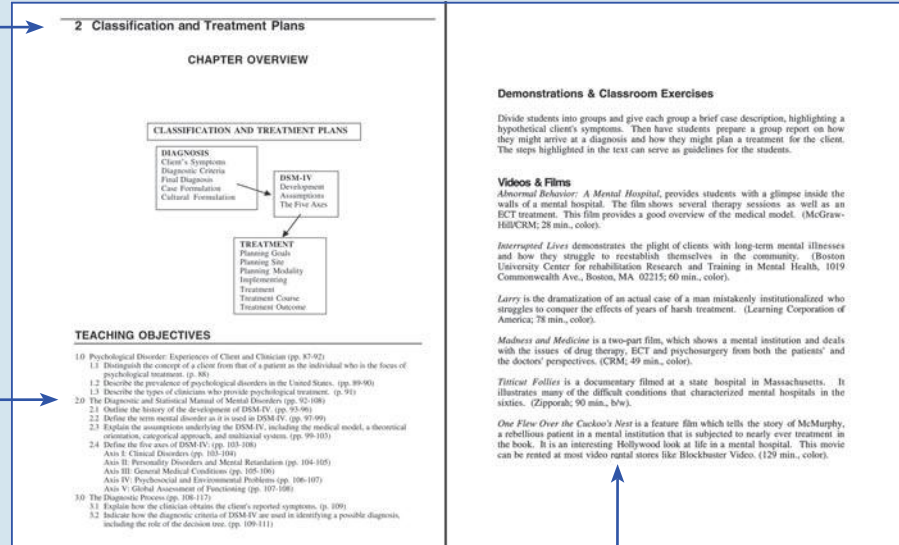 2 Classification and Treatment Plans
CHAPTER OVERVIEW
CLASSIFICATION AND TREATMENT PLANS
DIAGNOSIS
Client's Symptoms
Diagnostic Criteria
Final Diagnosis
Case Formulation
Cultural Formulation
DSM-IV
Development
Assumptions
The Five Axes
TREATMENT
Planning Goals
Planning Site
Planning Modality
Implementing
Treatment
Treatment Course
Treatment Outcome
TEACHING OBJECTIVES
1.0 Psychological Disorder: Experiences of Client and Clinician (pp. 87-92)
1.1 Distinguish the concept of a client from that of a patient as the individual who is the focus of
psychological treatment. (p. 88)
1.2 Describe the prevalence of psychological disorders in the United States. (pp. 89-90)
1.3 Describe the types of clinicians who provide psychological treatment. (p. 91)
2.0 The Diagnostic and Statistical Manual of Mental Disorders (pp. 92-108)
2.1 Outline the history of the development of DSM-IV. (pp. 93-96)
2.2 Define the term mental disorder as it is used in DSM-IV. (pp. 97-99)
2.3 Explain the assumptions underlying the DSM-IV, including the medical model, a theoretical
orientation, categorical approach, and multiaxial system. (pp. 99-103)
2.4 Define the five axes of DSM-IV: (pp. 103-108)
Axis I: Clinical Disorders (pp. 103-104)
Axis II: Personality Disorders and Mental Retardation (pp. 104-105)
Axis III: General Medical Conditions (pp. 105-106)
Axis IV: Psychosocial and Environmental Problems (pp. 106-107)
Axis V: Global Assessment of Functioning (pp. 107-108)
3.0 The Diagnostic Process (pp. 108-117)
3.1 Explain how the clinician obtains the client's reported symptoms. (p. 109)
3.2 Indicate how the diagnostic criteria of DSM-IV are used in identifying a possible diagnosis,
including the role of the decision tree. (pp. 109-111)
Demonstrations & Classroom Exercises
Divide students into groups and give each group a brief case description, highlighting a
hypothetical client's symptoms. Then have students prepare a group report on how
they might arrive at a diagnosis and how they might plan a treatment for the client.
The steps highlighted in the text can serve as guidelines for the students.
Videos & Films
Abnormal Behavior: A Mental Hospital, provides students with a glimpse inside the
walls of a mental hospital. The film shows several therapy sessions as well as an
ECT treatment. This film provides a good overview of the medical model. (McGraw-
Hill/CRM; 28 min., color).
Interrupted Lives demonstrates the plight of clients with long-term mental illnesses
and how they struggle to reestablish themselves in the community. (Boston
University Center for rehabilitation Research and Training in Mental Health, 1019
Commonwealth Ave., Boston, MA 02215; 60 min., color).
Larry is the dramatization of an actual case of a man mistakenly institutionalized who
struggles to conquer the effects of years of harsh treatment. (Learning Corporation of
America; 78 min., color).
Madness and Medicine is a two-part film, which shows a mental institution and deals
with the issues of drug therapy, ECT and psychosurgery from both the patients' and
the doctors' perspectives. (CRM; 49 min., color).
Titicut Follies is a documentary filmed at a state hospital in Massachusetts. It
illustrates many of the difficult conditions that characterized mental hospitals in the
sixties. (Zipporah; 90 min., b/w).
One Flew Over the Cuckoo's Nest is a feature film which tells the story of McMurphy,
a rebellious patient in a mental institution that is subjected to nearly ever treatment in
the book. It is an interesting Hollywood look at life in a mental hospital. This movie
can be rented at most video rental stores like Blockbuster Video. (129 min., color).